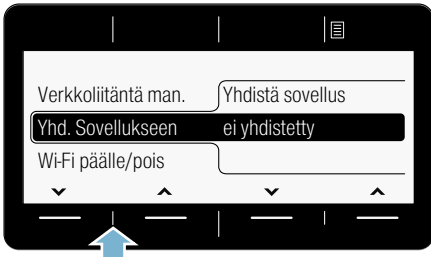 Verkkoliitäntä man. Yhdistä sovellus
Yhd. Sovellukseen ei yhdistetty
Wi-Fi päälle/pois